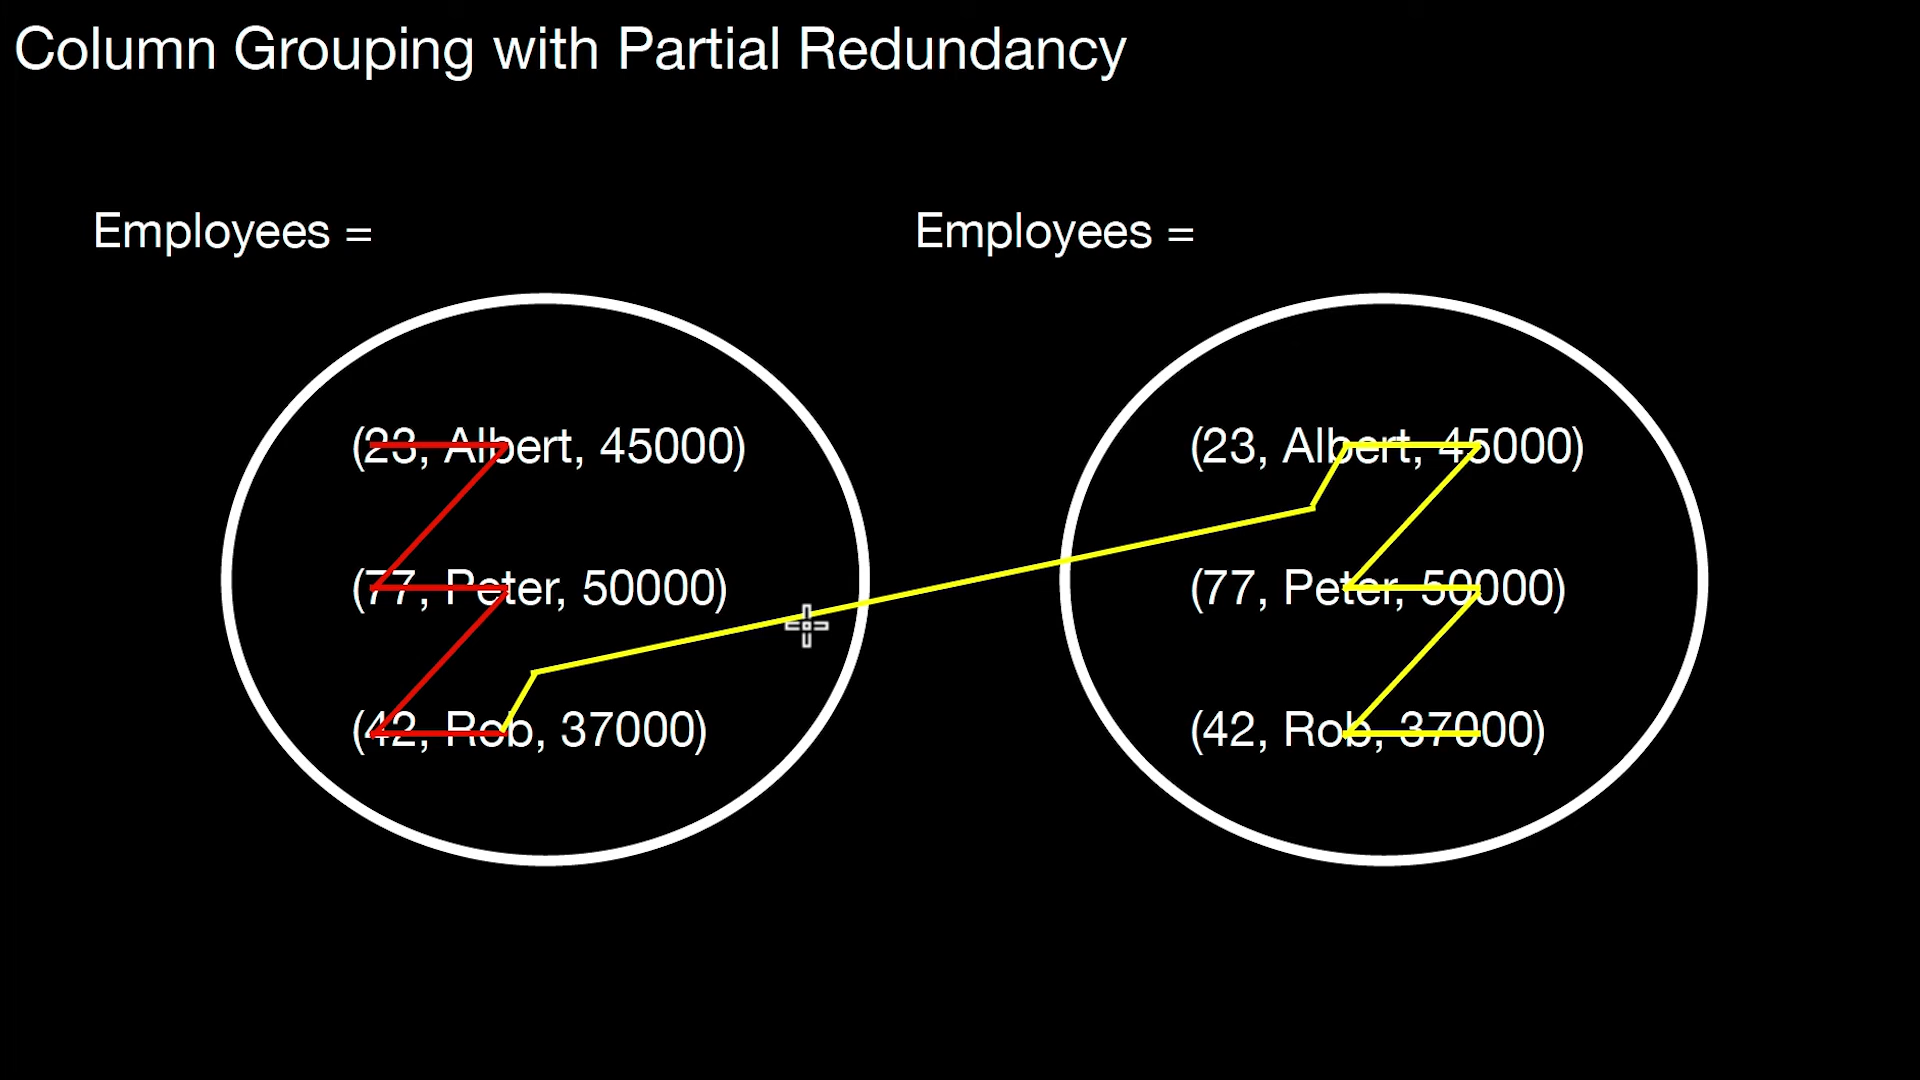 Column Grouping with Partial Redundancy
Employees =
(23, Albert, 45000)
(77, Peter, 50000)
(42, Rob, 37000)
Employees =
(23, Albert, 45000)
(77, Peter, 50000)
(42, Rob, 37000)